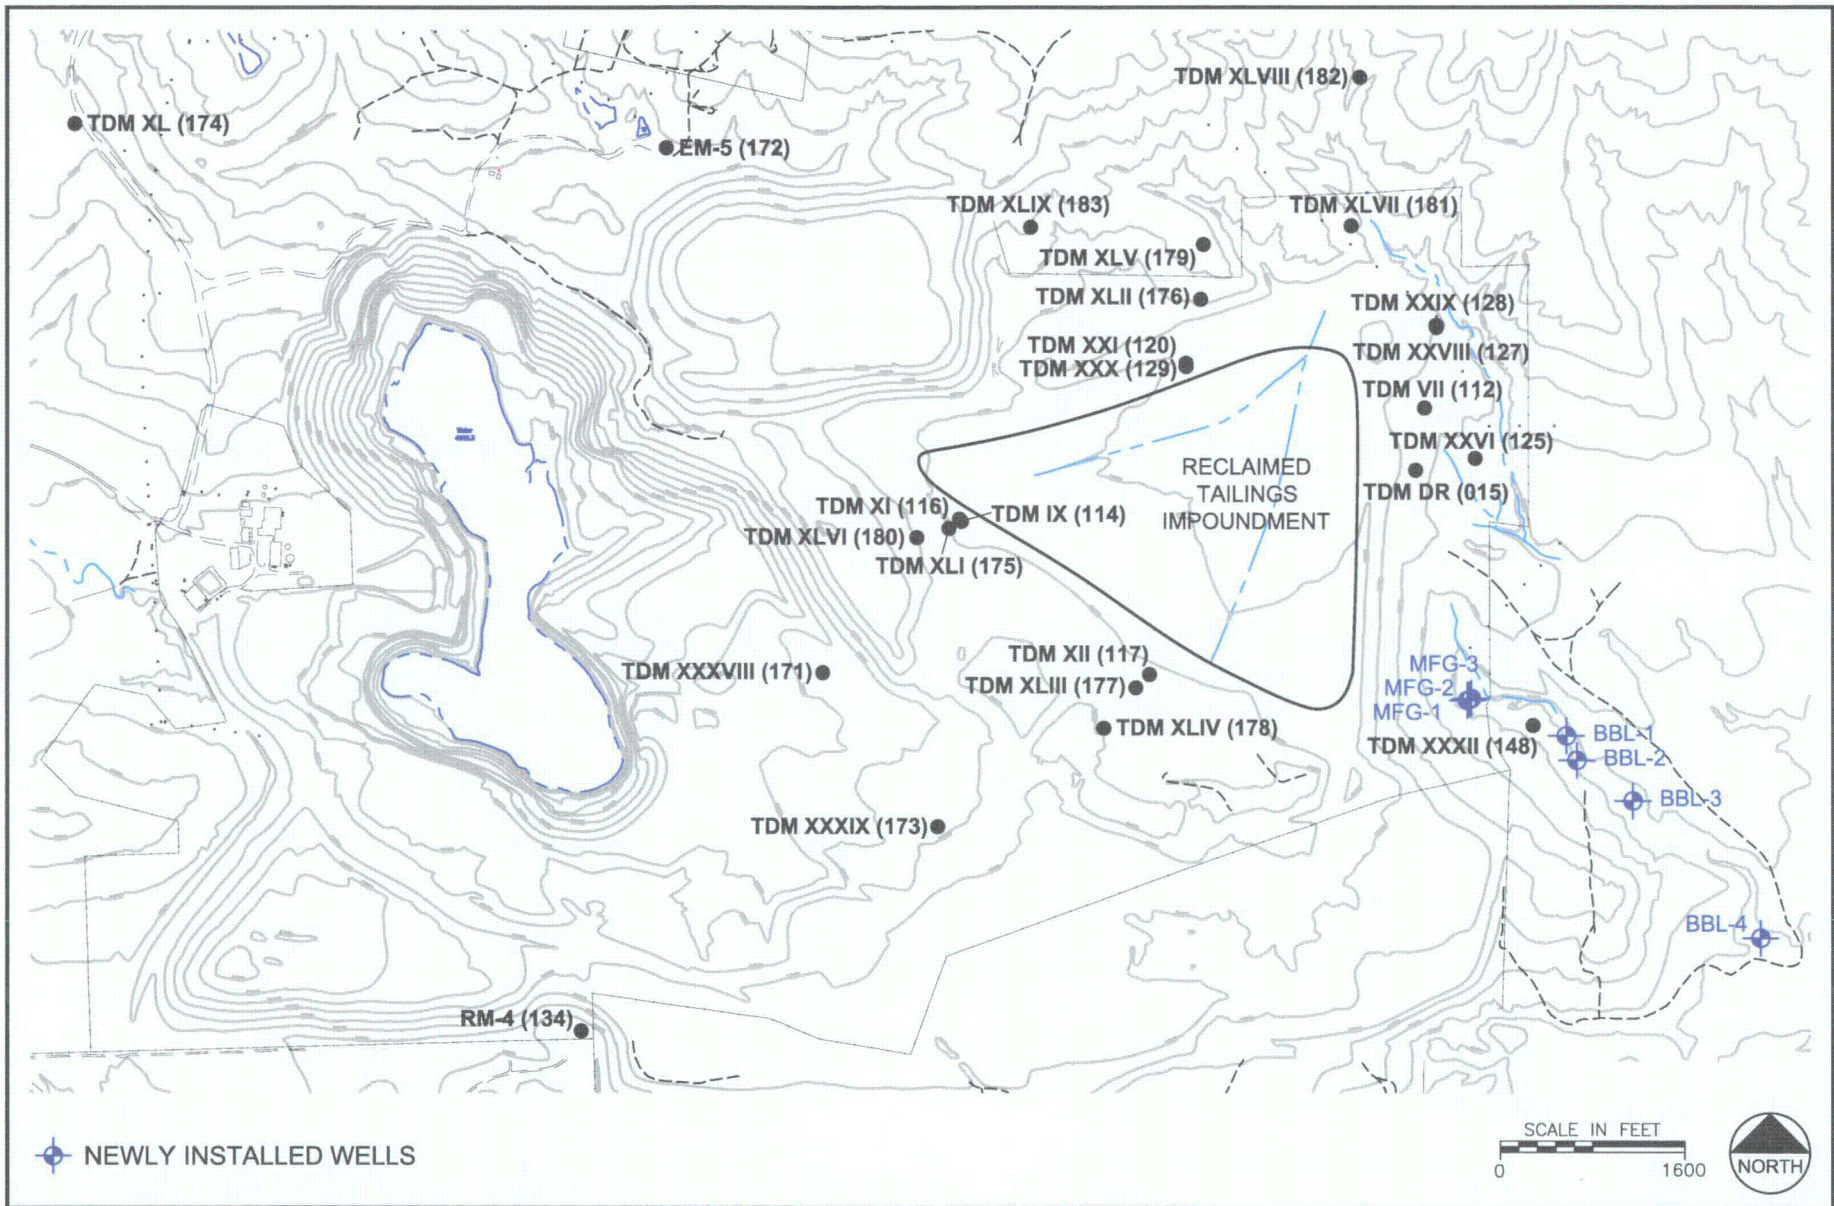 TDM XLVIII (182)
TDM XL (174)
EM-5 (172)
TDM XLIX (183)
TDM XLVII (181)
TDM XLV (179)
TDM XLII (176)
TDM XXIX (128)
TDM XXI (120)
TDM XXX (129)
TDM XXVIII (127)
TDM VII (112)
TDM XXVI (125)
RECLAIMED
TAILINGS
IMPOUNDMENT
TDM DR (015)
TDM XI (116)
TDM IX (114)
TDM XLVI (180)
TDM XLI (175)
TDM XII (117)
TDM XXXVIII (171)
TDM XLIII (177)
MFG-3
MFG-2
MFG-1
TDM XLIV (178)
TDM XXXII (148)
BBL-1
BBL-2
BBL-3
TDM XXXIX (173)
BBL-4
RM-4 (134)
NEWLY INSTALLED WELLS
SCALE IN FEET
0 1600
NORTH